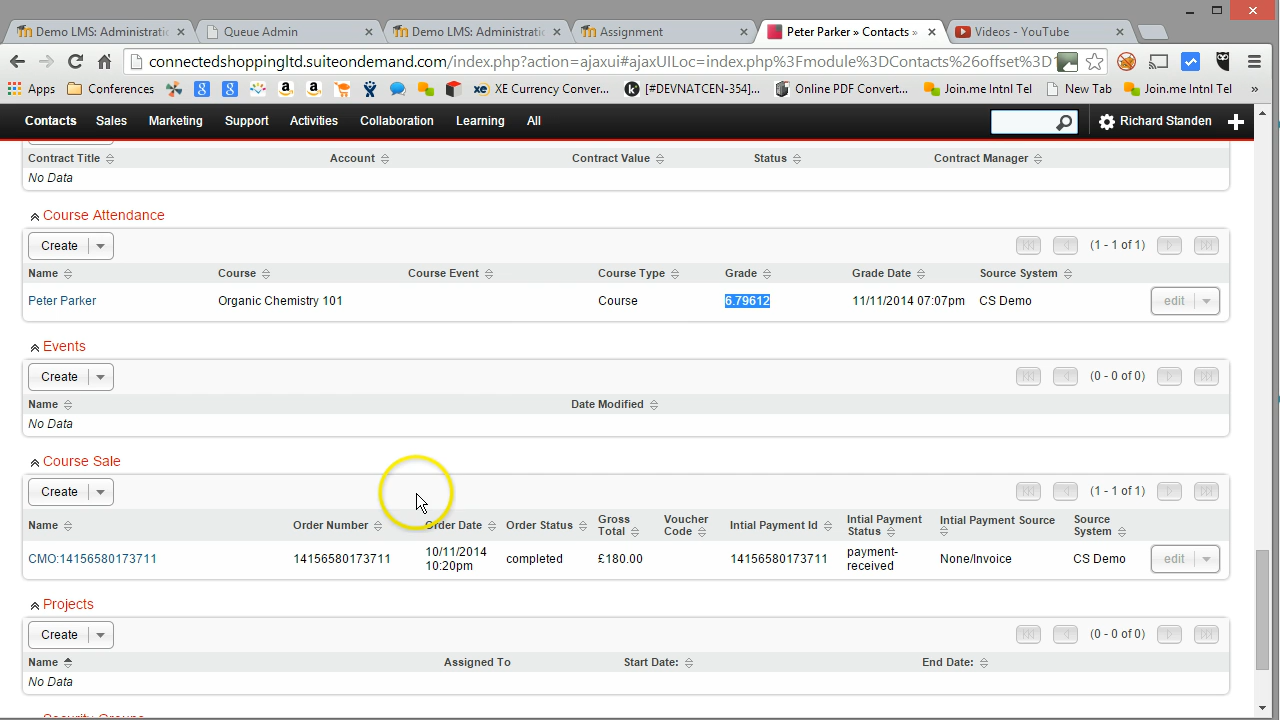 Demo LMS: Administrati
Queue Admin
Demo LMS: Administrati
Assignment
Peter Parker » Contacts »
Videos - YouTube
connectedshoppingltd.suiteondemand.com/index.php?action=ajaxui#ajaxUILoc=index.php%3Fmodule%3DContacts%26offset%3D1
Apps
Conferences
XE Currency Conver...
[#DEVNATCEN-354]...
Online PDF Convert...
Join.me Intnl Tel
New Tab
Join.me Intnl Tel
»
Contacts Sales Marketing Support Activities Collaboration Learning All
Richard Standen
Contract Title Account Contract Value Status Contract Manager
No Data
Course Attendance
Create (1 - 1 of 1)
Name Course Course Event Course Type Grade Grade Date Source System
Peter Parker Organic Chemistry 101 Course 6.79612 11/11/2014 07:07pm CS Demo edit
Events
Create (0 - 0 of 0)
Name Date Modified
No Data
Course Sale
Create (1 - 1 of 1)
Name Order Number Order Date Order Status Gross Total Voucher Code Intial Payment Id Intial Payment Status Intial Payment Source Source System
CMO:14156580173711 14156580173711 10/11/2014 10:20pm completed £180.00 14156580173711 payment-received None/Invoice CS Demo edit
Projects
Create (0 - 0 of 0)
Name Assigned To Start Date: End Date:
No Data
Security Groups